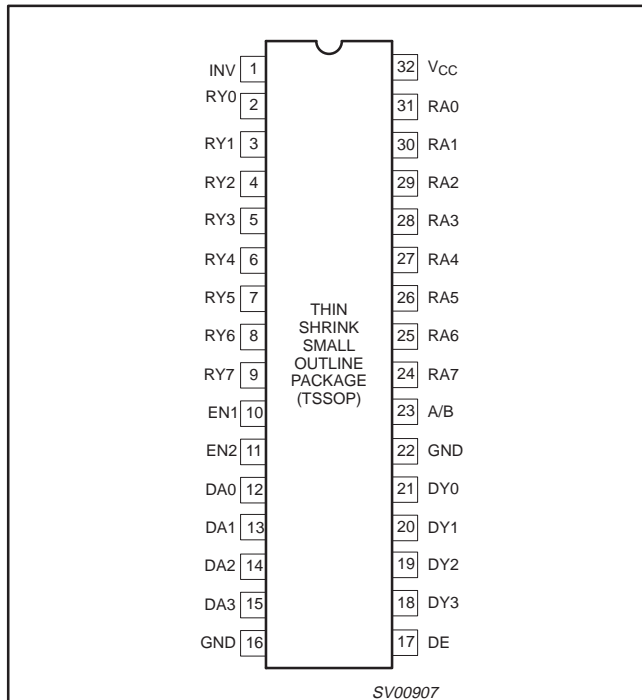 INV 1 32 VCC
RY0 2 31 RA0
RY1 3 30 RA1
RY2 4 29 RA2
RY3 5 28 RA3
RY4 6 27 RA4
RY5 7 26 RA5
RY6 8 25 RA6
RY7 9 24 RA7
EN1 10 23 A/B
EN2 11 22 GND
DA0 12 21 DY0
DA1 13 20 DY1
DA2 14 19 DY2
DA3 15 18 DY3
GND 16 17 DE
THIN
SHRINK
SMALL
OUTLINE
PACKAGE
(TSSOP)
SV00907